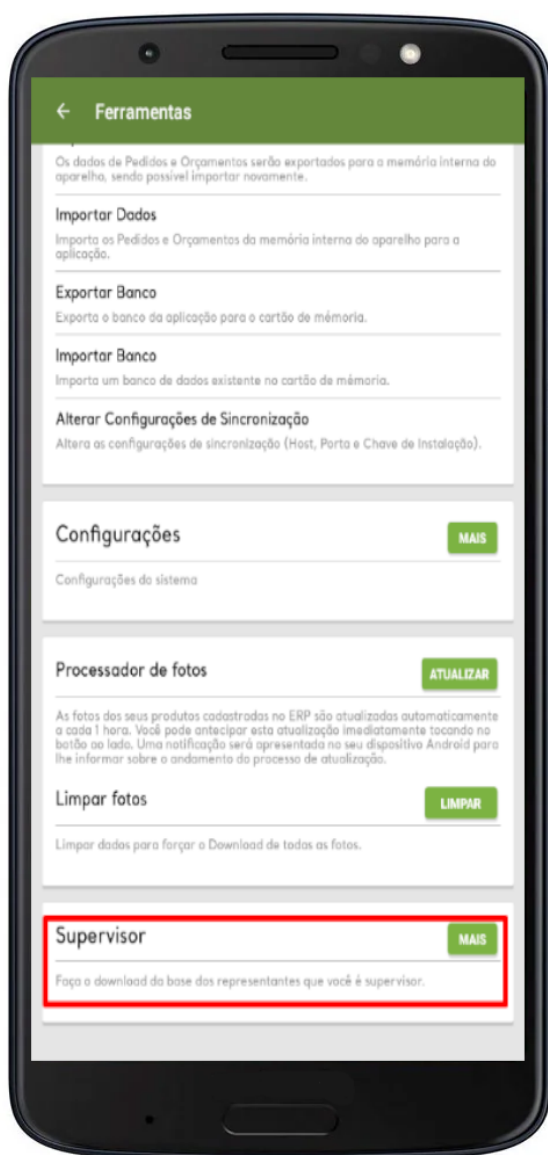 Ferramentas
Os dados de Pedidos e Orçamentos serão exportados para a memória interna do
aparelho, sendo possível importar novamente.
Importar Dados
Importa os Pedidos e Orçamentos da memória interna do aparelho para a
aplicação.
Exportar Banco
Exporta o banco da aplicação para o cartão de mémoria.
Importar Banco
Importa um banco de dados existente no cartão de mémoria.
Alterar Configurações de Sincronização
Altera as configurações de sincronização (Host, Porta e Chave de Instalação).
Configurações
MAIS
Configurações do sistema
Processador de fotos
ATUALIZAR
As fotos dos seus produtos cadastradas no ERP são atualizadas automaticamente
a cada 1 hora. Você pode antecipar esta atualização imediatamente tocando no
botão ao lado. Uma notificação será apresentada no seu dispositivo Android para
lhe informar sobre o andamento do processo de atualização.
Limpar fotos
LIMPAR
Limpar dados para forçar o Download de todas as fotos.
Supervisor
MAIS
Faça o download da base dos representantes que você é supervisor.